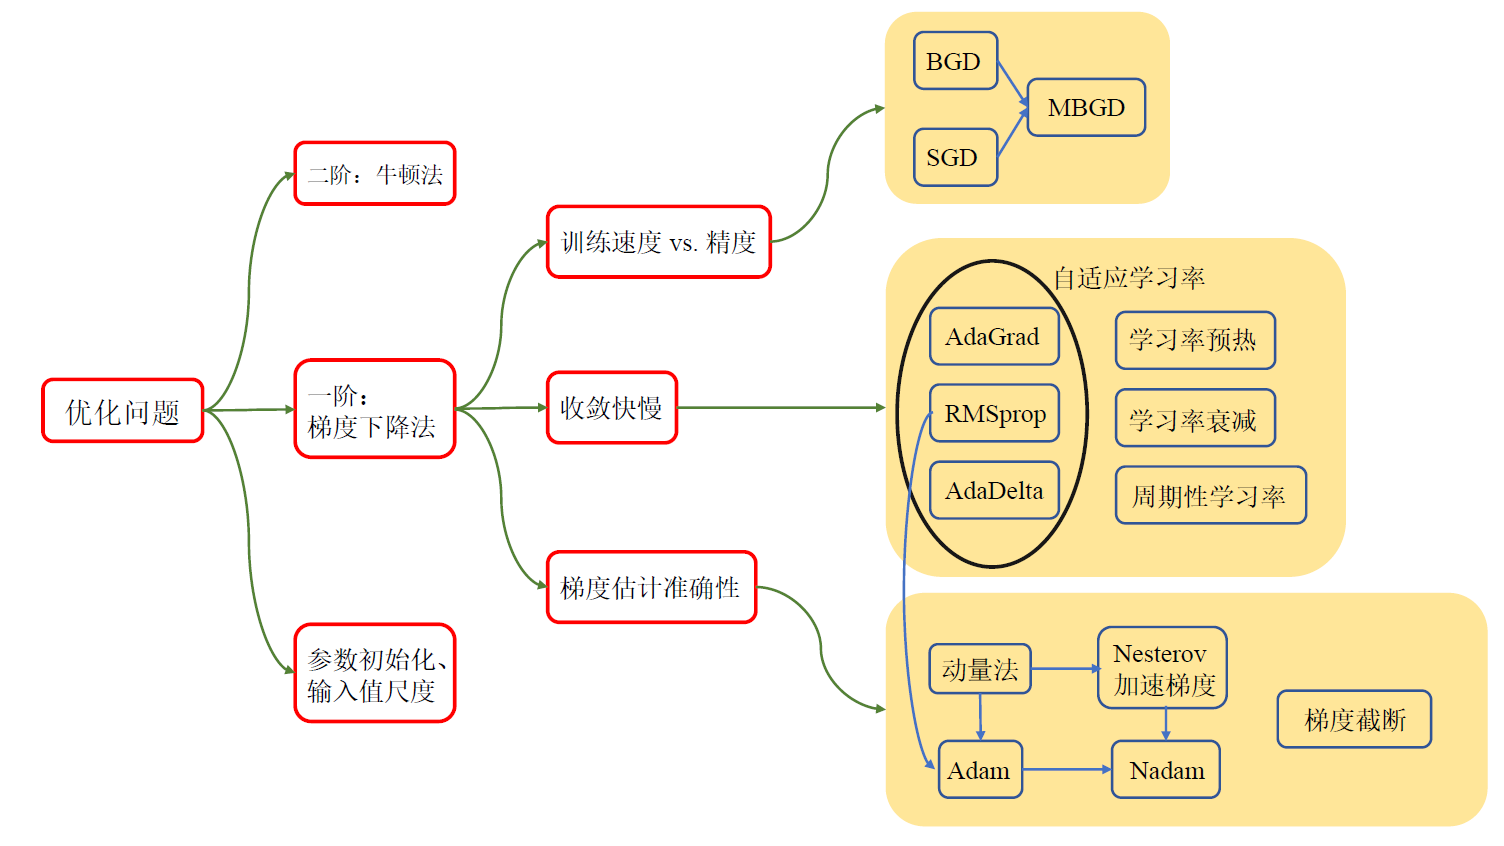 优化问题
二阶：牛顿法
一阶：
梯度下降法
参数初始化、
输入值尺度
训练速度 vs. 精度
收敛快慢
梯度估计准确性
BGD
SGD
MBGD
自适应学习率
AdaGrad
RMSprop
AdaDelta
学习率预热
学习率衰减
周期性学习率
动量法
Nesterov
加速梯度
Adam
Nadam
梯度截断